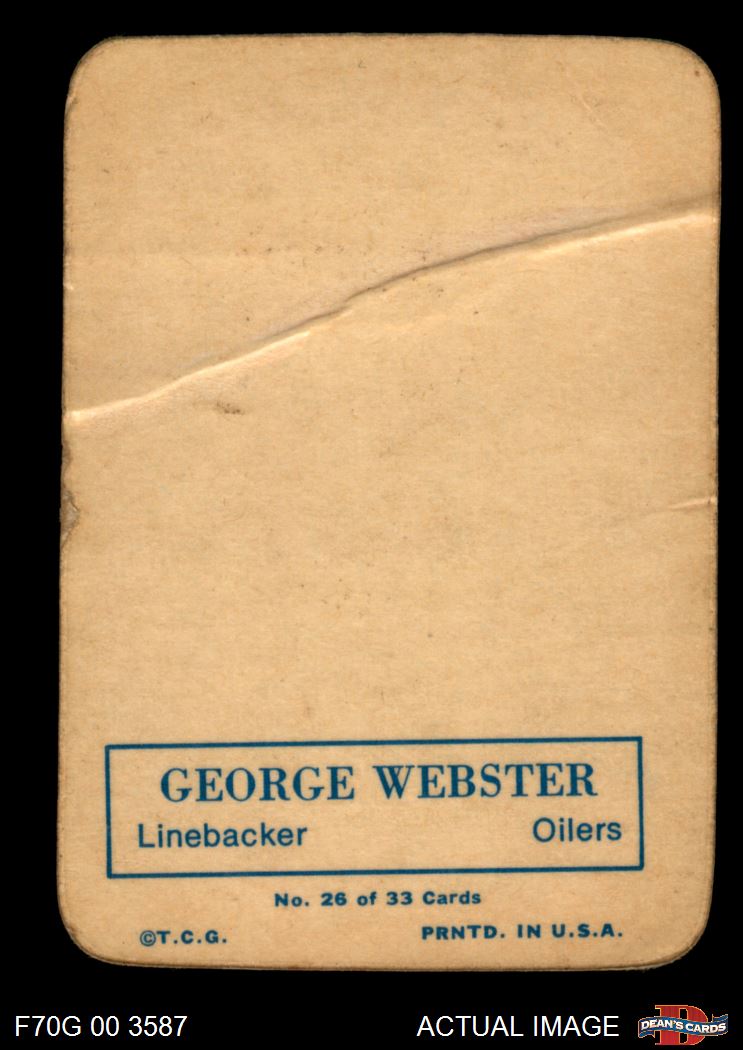 GEORGE WEBSTER
Linebacker Oilers
No. 26 of 33 Cards
©T.C.G. PRNTD. IN U.S.A.
F70G 00 3587 ACTUAL IMAGE DEAN'S CARDS